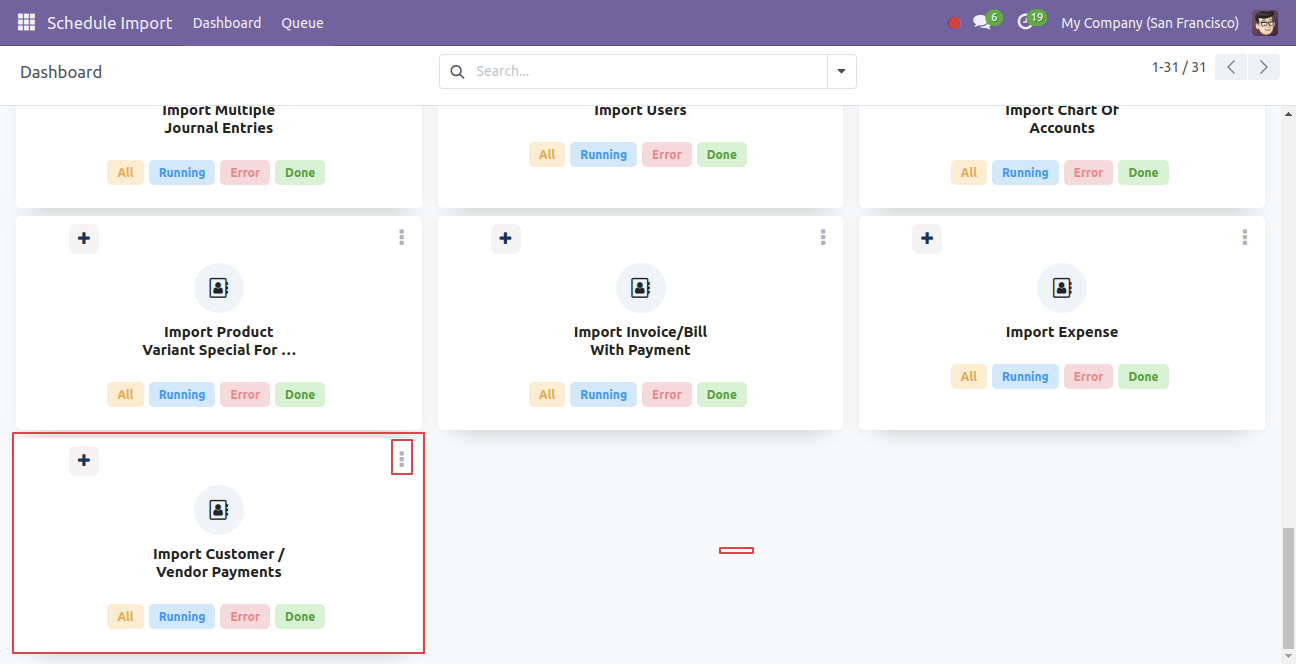 Schedule Import Dashboard Queue 6 19 My Company (San Francisco)
Dashboard Search... 1-31 / 31
Import Multiple
Journal Entries
All Running Error Done
Import Users
All Running Error Done
Import Chart Of
Accounts
All Running Error Done
Import Product
Variant Special For ...
All Running Error Done
Import Invoice/Bill
With Payment
All Running Error Done
Import Expense
All Running Error Done
Import Customer /
Vendor Payments
All Running Error Done